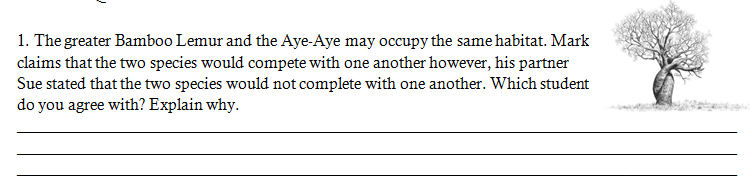 1. The greater Bamboo Lemur and the Aye-Aye may occupy the same habitat. Mark
claims that the two species would compete with one another however, his partner
Sue stated that the two species would not complete with one another. Which student
do you agree with? Explain why.